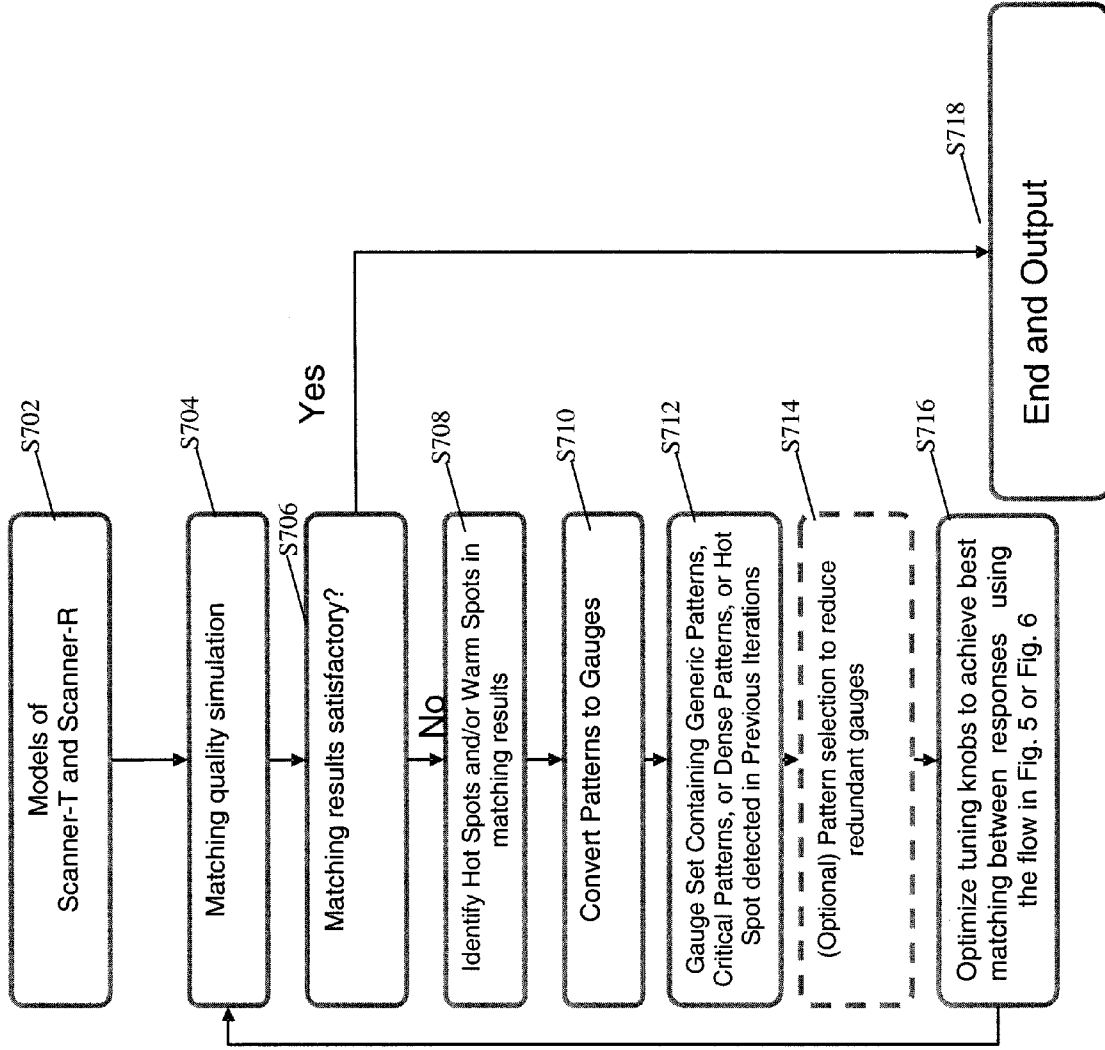 Models of
Scanner-T and Scanner-R
S702
Matching quality simulation
S704
S706
Matching results satisfactory?
Yes
No
Identify Hot Spots and/or Warm Spots in
matching results
S708
Convert Patterns to Gauges
S710
Gauge Set Containing Generic Patterns,
Critical Patterns, or Dense Patterns, or Hot
Spot detected in Previous Iterations
S712
(Optional) Pattern selection to reduce
redundant gauges
S714
Optimize tuning knobs to achieve best
matching between responses using
the flow in Fig. 5 or Fig. 6
S716
End and Output
S718